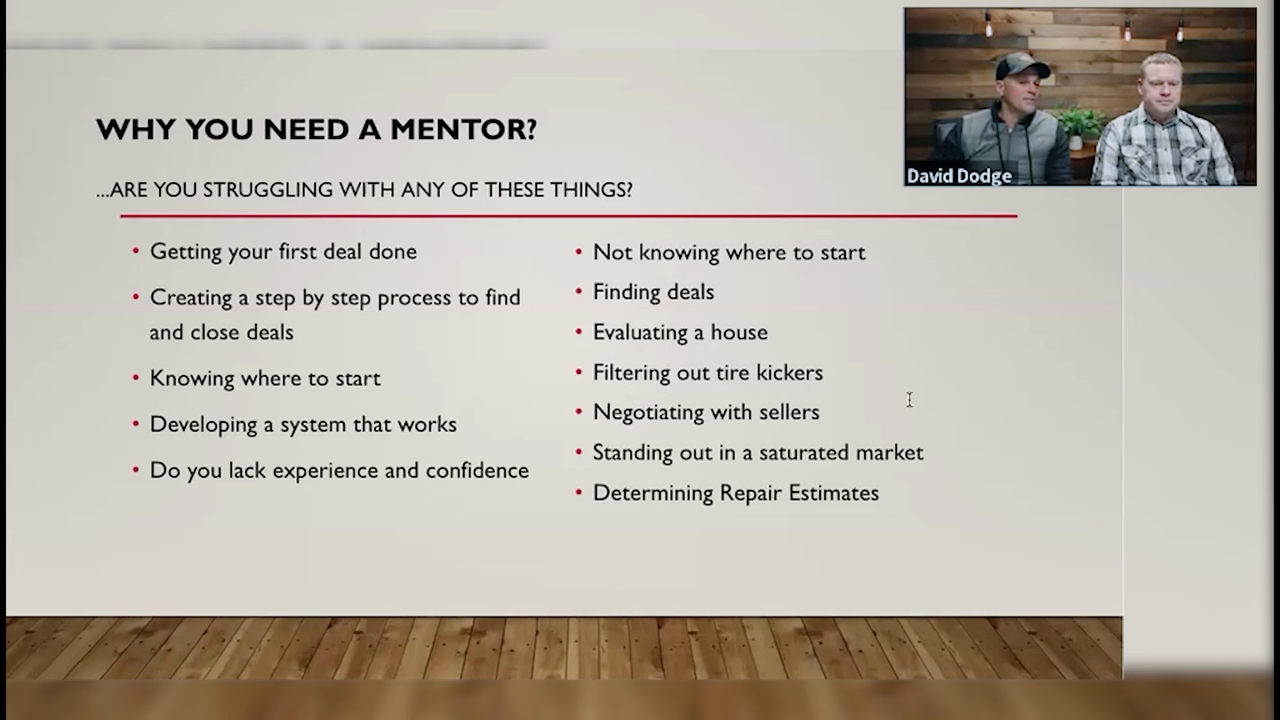 WHY YOU NEED A MENTOR?
...ARE YOU STRUGGLING WITH ANY OF THESE THINGS?
• Getting your first deal done
• Creating a step by step process to find
and close deals
• Knowing where to start
• Developing a system that works
• Do you lack experience and confidence
• Not knowing where to start
• Finding deals
• Evaluating a house
• Filtering out tire kickers
• Negotiating with sellers
• Standing out in a saturated market
• Determining Repair Estimates
David Dodge